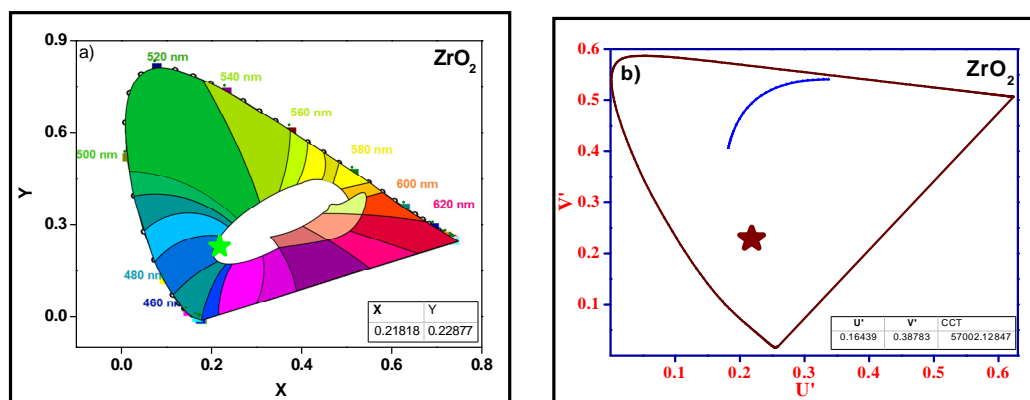 a)
ZrO2
0.9
0.6
0.3
0.0
Y
520 nm
540 nm
560 nm
580 nm
600 nm
620 nm
500 nm
480 nm
460 nm
X Y
0.21818 0.22877
0.0 0.2 0.4 0.6 0.8
X
b)
ZrO2
0.6
0.5
0.4
0.3
0.2
0.1
V'
U' V' CCT
0.16439 0.38783 57002.12847
0.1 0.2 0.3 0.4 0.5 0.6
U'